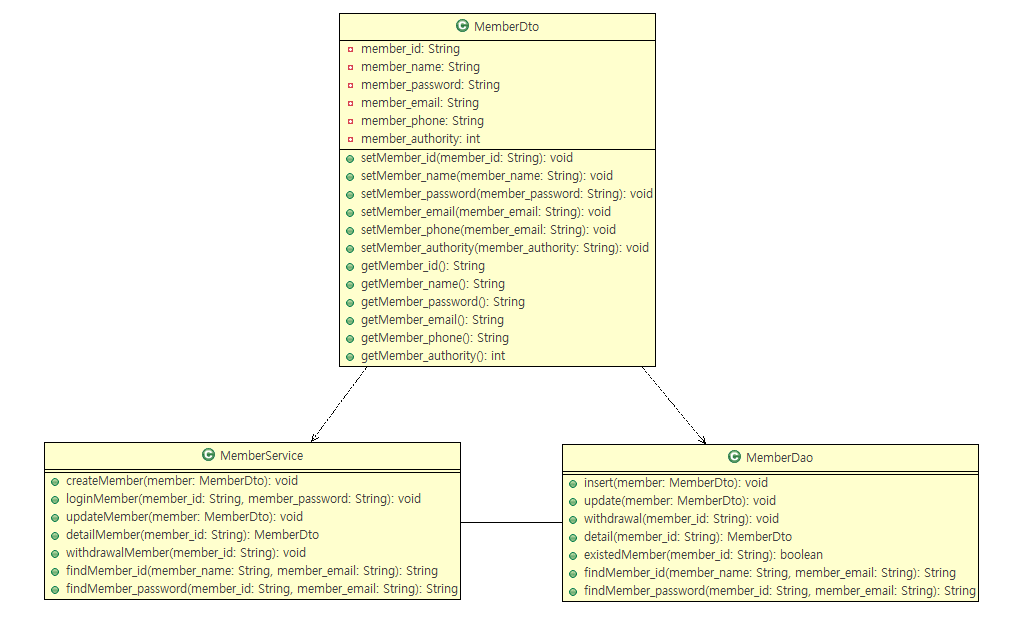 C MemberDto
member_id: String
member_name: String
member_password: String
member_email: String
member_phone: String
member_authority: int
setMember_id(member_id: String): void
setMember_name(member_name: String): void
setMember_password(member_password: String): void
setMember_email(member_email: String): void
setMember_phone(member_email: String): void
setMember_authority(member_authority: String): void
getMember_id(): String
getMember_name(): String
getMember_password(): String
getMember_email(): String
getMember_phone(): String
getMember_authority(): int
C MemberService
createMember(member: MemberDto): void
loginMember(member_id: String, member_password: String): void
updateMember(member: MemberDto): void
detailMember(member_id: String): MemberDto
withdrawalMember(member_id: String): void
findMember_id(member_name: String, member_email: String): String
findMember_password(member_id: String, member_email: String): String
C MemberDao
insert(member: MemberDto): void
update(member: MemberDto): void
withdrawal(member_id: String): void
detail(member_id: String): MemberDto
existedMember(member_id: String): boolean
findMember_id(member_name: String, member_email: String): String
findMember_password(member_id: String, member_email: String): String